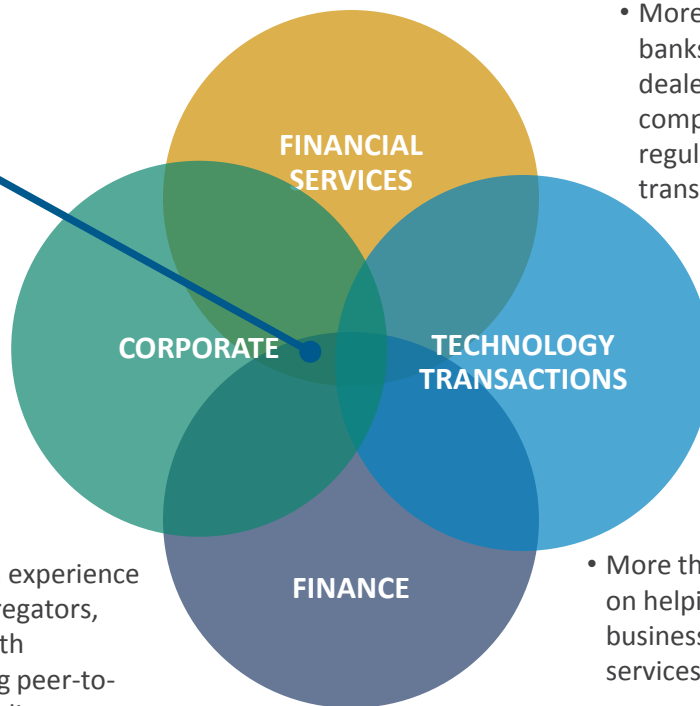 • More
banks
deale
comp
regul
trans
FINANCIAL
SERVICES
CORPORATE
TECHNOLOGY
TRANSACTIONS
FINANCE
experience
regators,
th
g peer-to-
• More th
on helpi
business
services